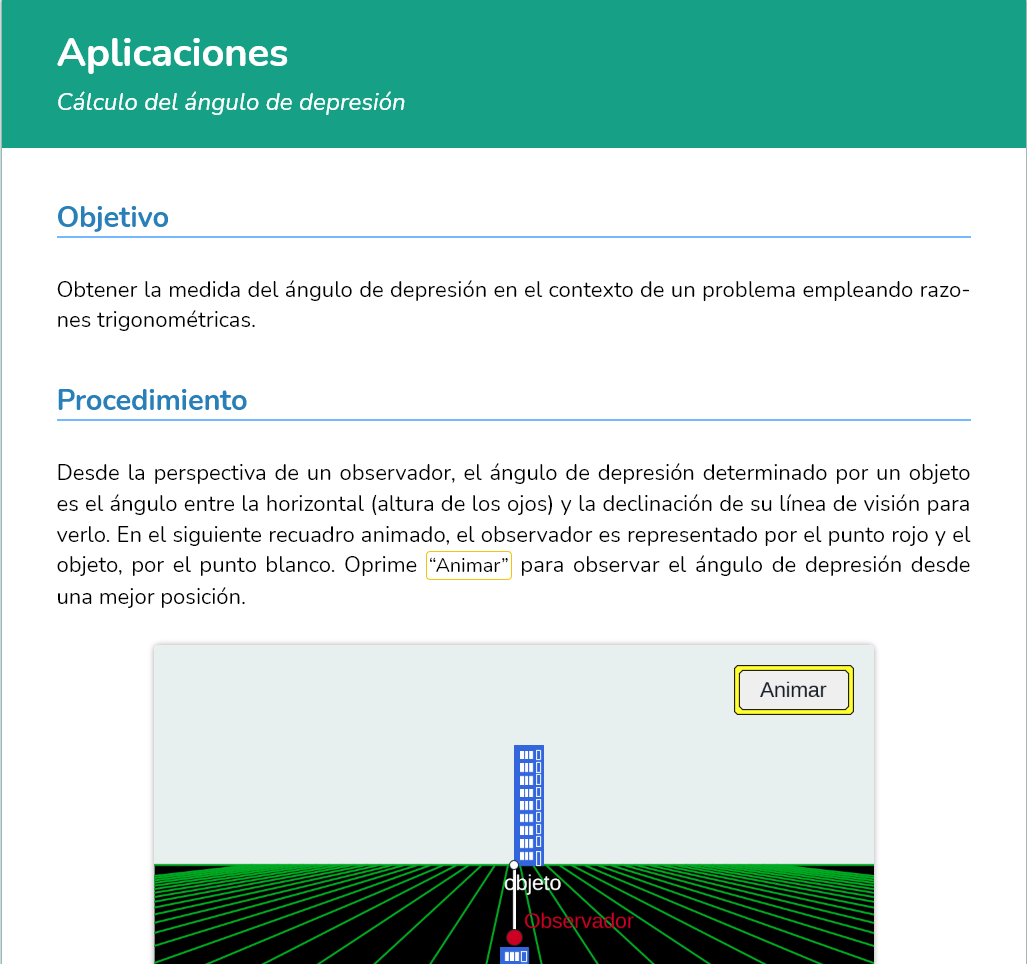 Aplicaciones
Cálculo del ángulo de depresión
Objetivo
Obtener la medida del ángulo de depresión en el contexto de un problema empleando razo-
nes trigonométricas.
Procedimiento
Desde la perspectiva de un observador, el ángulo de depresión determinado por un objeto
es el ángulo entre la horizontal (altura de los ojos) y la declinación de su línea de visión para
verlo. En el siguiente recuadro animado, el observador es representado por el punto rojo y el
objeto, por el punto blanco. Oprime “Animar” para observar el ángulo de depresión desde
una mejor posición.
Animar
objeto
Observador